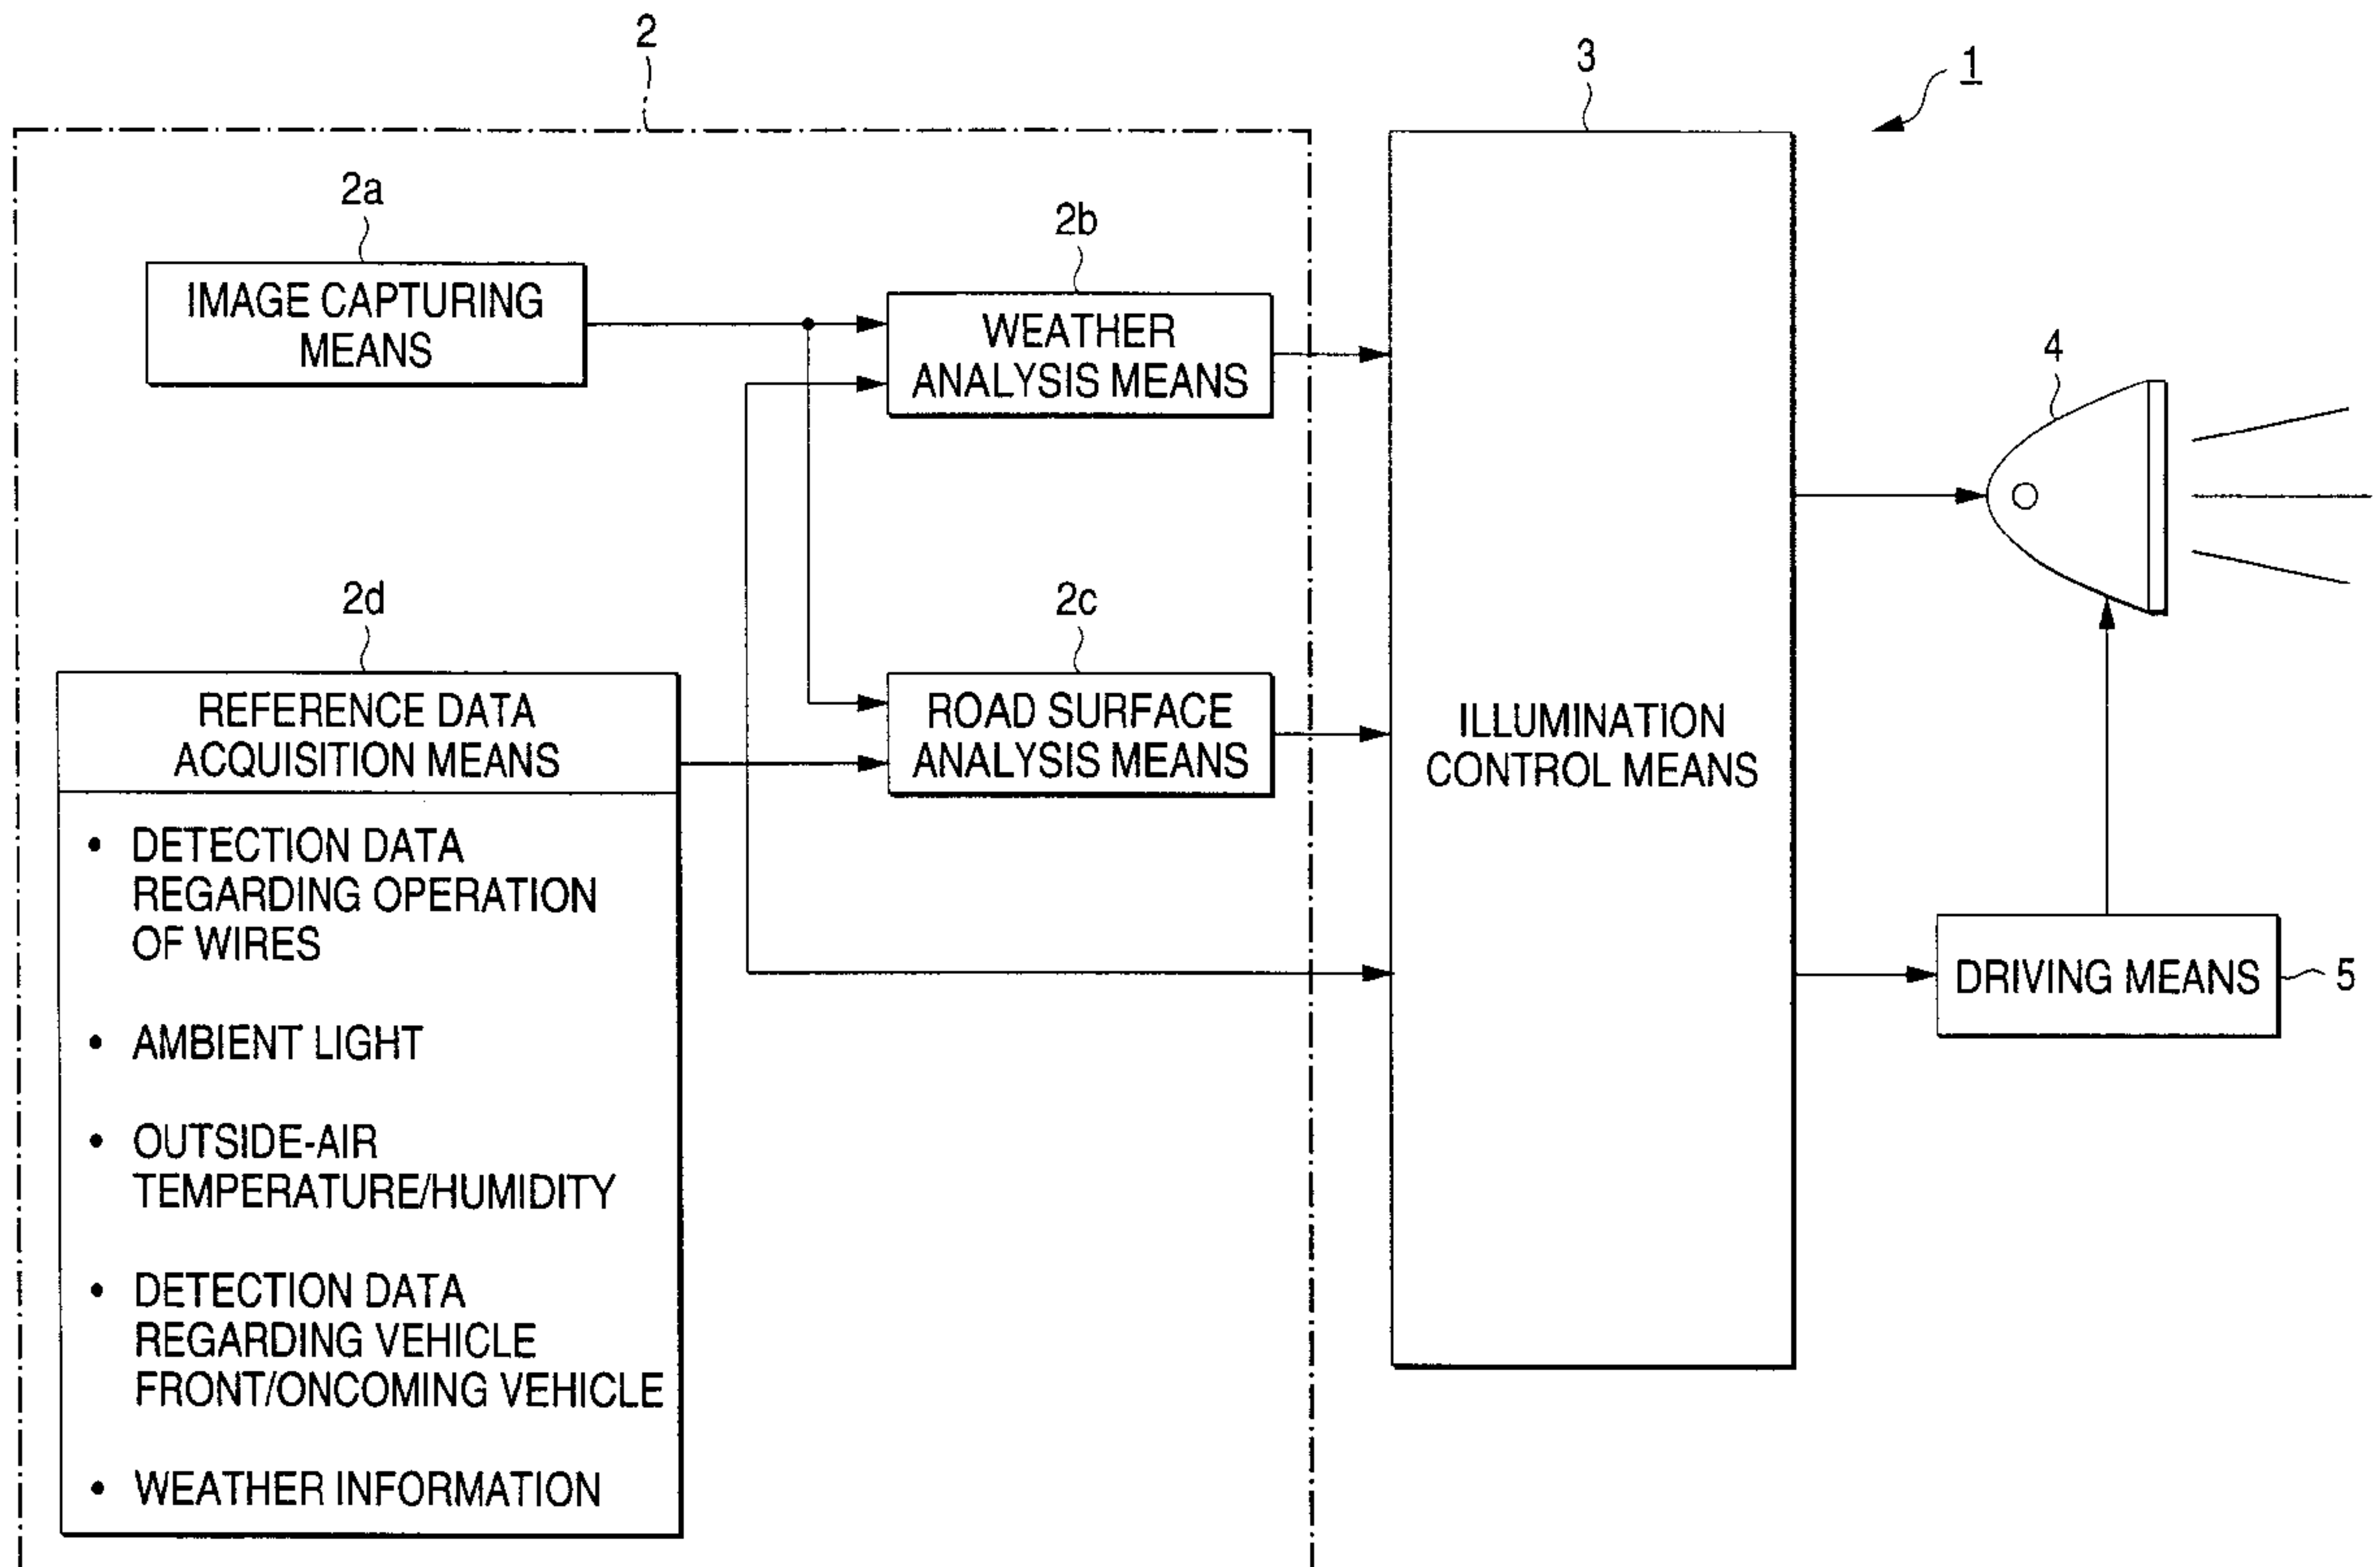 2
3
1
2a
2b
IMAGE CAPTURING
MEANS
WEATHER
ANALYSIS MEANS
4
2d
2c
REFERENCE DATA
ACQUISITION MEANS
ROAD SURFACE
ANALYSIS MEANS
ILLUMINATION
CONTROL MEANS
• DETECTION DATA
REGARDING OPERATION
OF WIRES
• AMBIENT LIGHT
• OUTSIDE-AIR
TEMPERATURE/HUMIDITY
• DETECTION DATA
REGARDING VEHICLE
FRONT/ONCOMING VEHICLE
• WEATHER INFORMATION
DRIVING MEANS
5